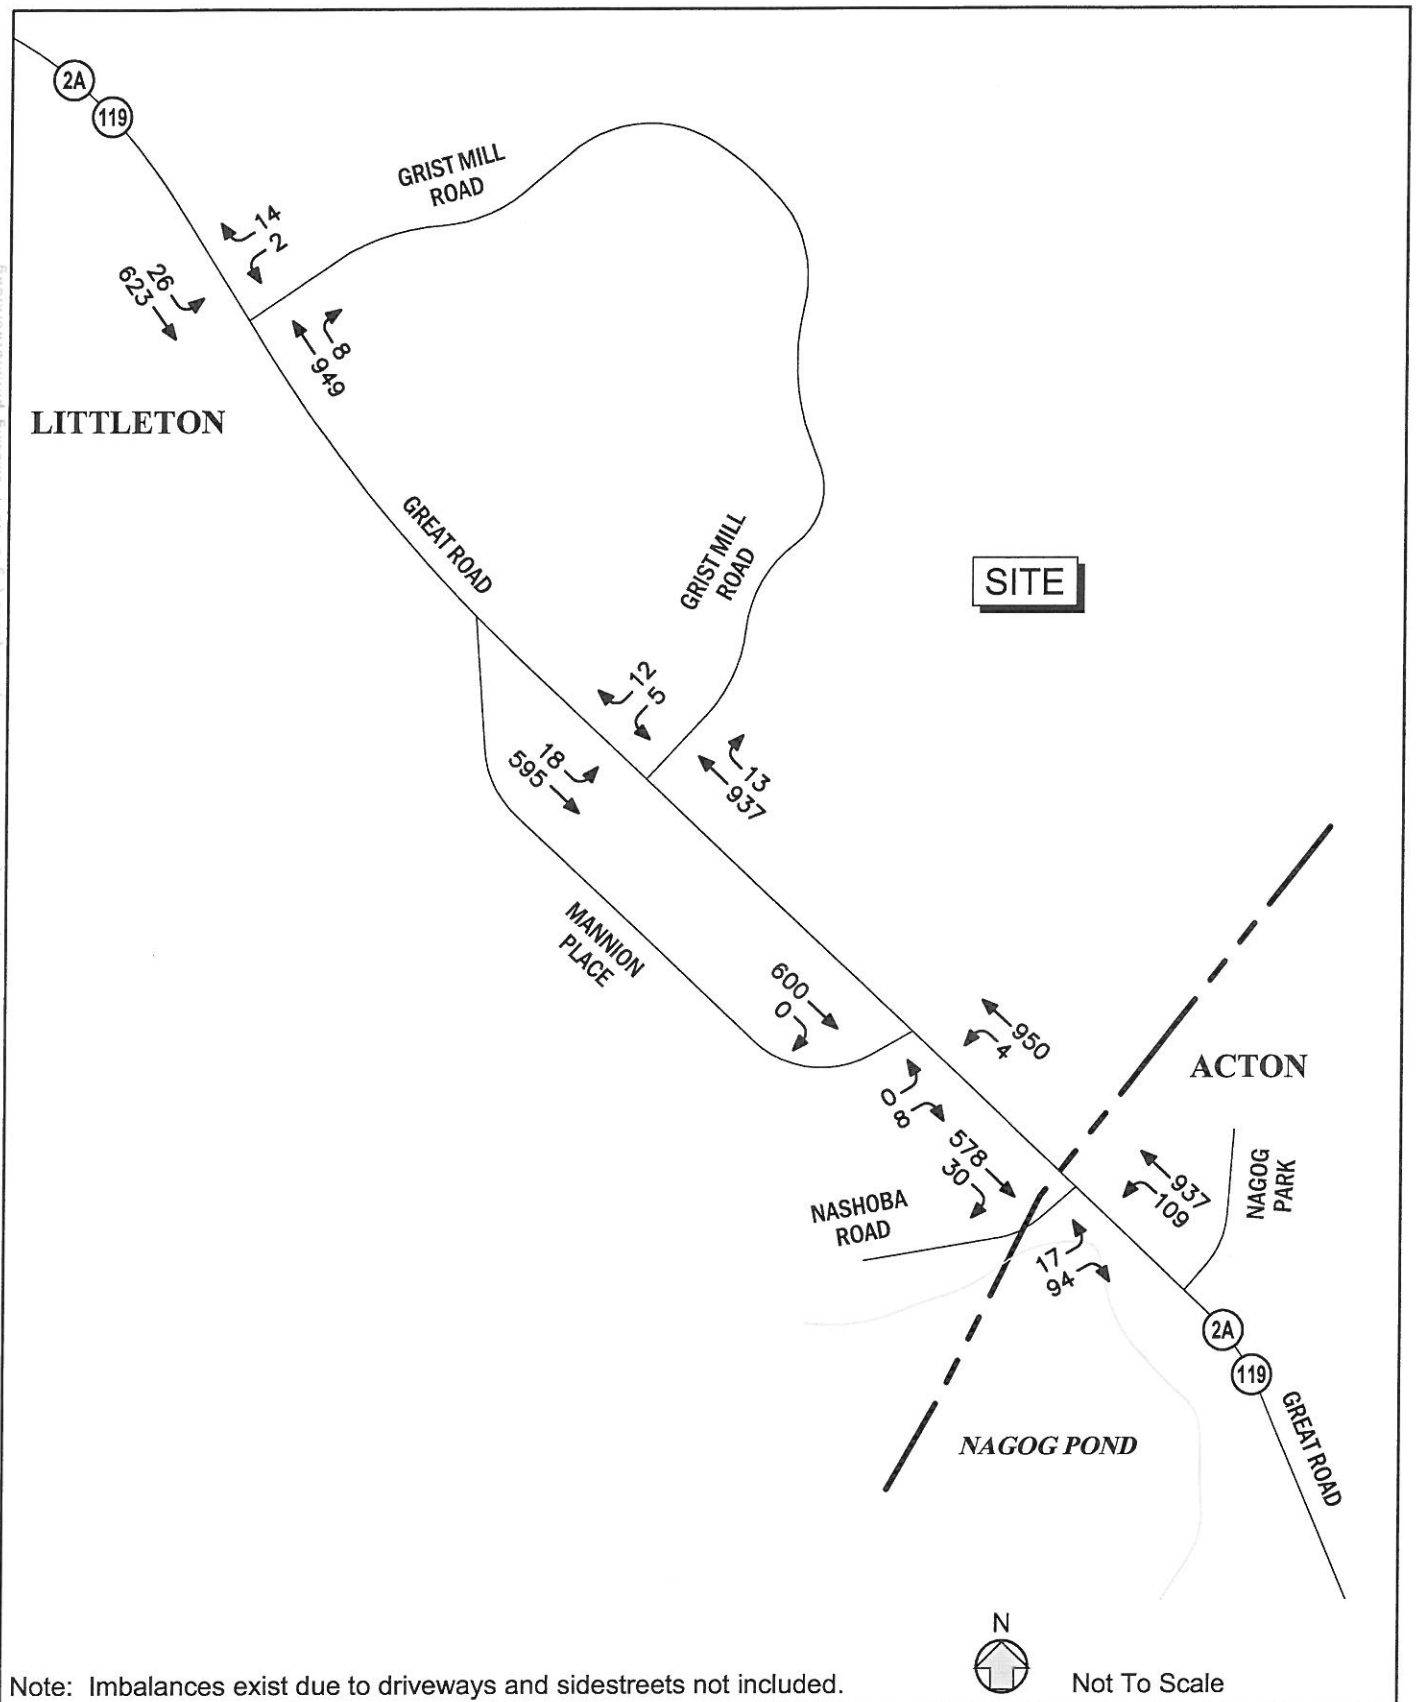 2A
119
GRIST MILL
ROAD
14
2
26
623
8
949
LITTLETON
GREAT ROAD
GRIST MILL
ROAD
SITE
12
5
18
595
13
937
MANNION
PLACE
600
0
950
4
ACTON
0
8
578
30
937
109
NAGOG
PARK
NASHOBA
ROAD
17
94
2A
119
GREAT ROAD
NAGOG POND
N
Note: Imbalances exist due to driveways and sidestreets not included.
Not To Scale